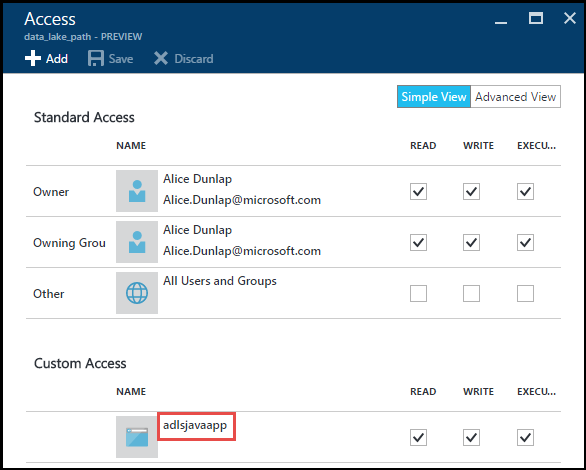 Access
data_lake_path - PREVIEW
Add Save Discard
Simple View Advanced View
Standard Access
NAME READ WRITE EXECU...
Owner Alice Dunlap
Alice.Dunlap@microsoft.com
Owning Grou Alice Dunlap
Alice.Dunlap@microsoft.com
Other All Users and Groups
Custom Access
NAME READ WRITE EXECU...
adlsjavaapp